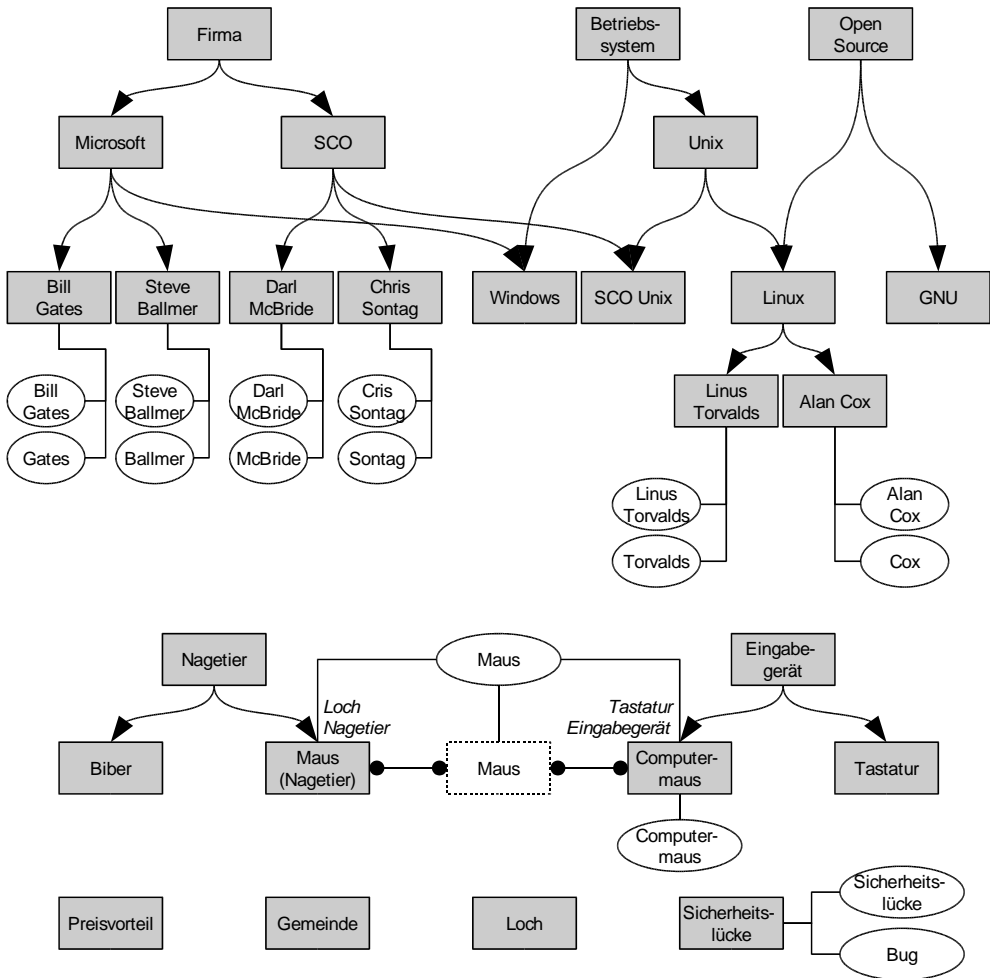 Firma
Betriebs-
system
Open
Source
Microsoft
SCO
Unix
Bill
Gates
Steve
Ballmer
Darl
McBride
Chris
Sontag
Windows
SCO Unix
Linux
GNU
Bill
Gates
Steve
Ballmer
Darl
McBride
Cris
Sontag
Linus
Torvalds
Alan Cox
Gates
Ballmer
McBride
Sontag
Linus
Torvalds
Alan
Cox
Torvalds
Cox
Nagetier
Maus
Eingabe-
gerät
Loch
Nagetier
Tastatur
Eingabegerät
Biber
Maus
(Nagetier)
Maus
Computer-
maus
Tastatur
Computer-
maus
Preisvorteil
Gemeinde
Loch
Sicherheits-
lücke
Sicherheits-
lücke
Bug